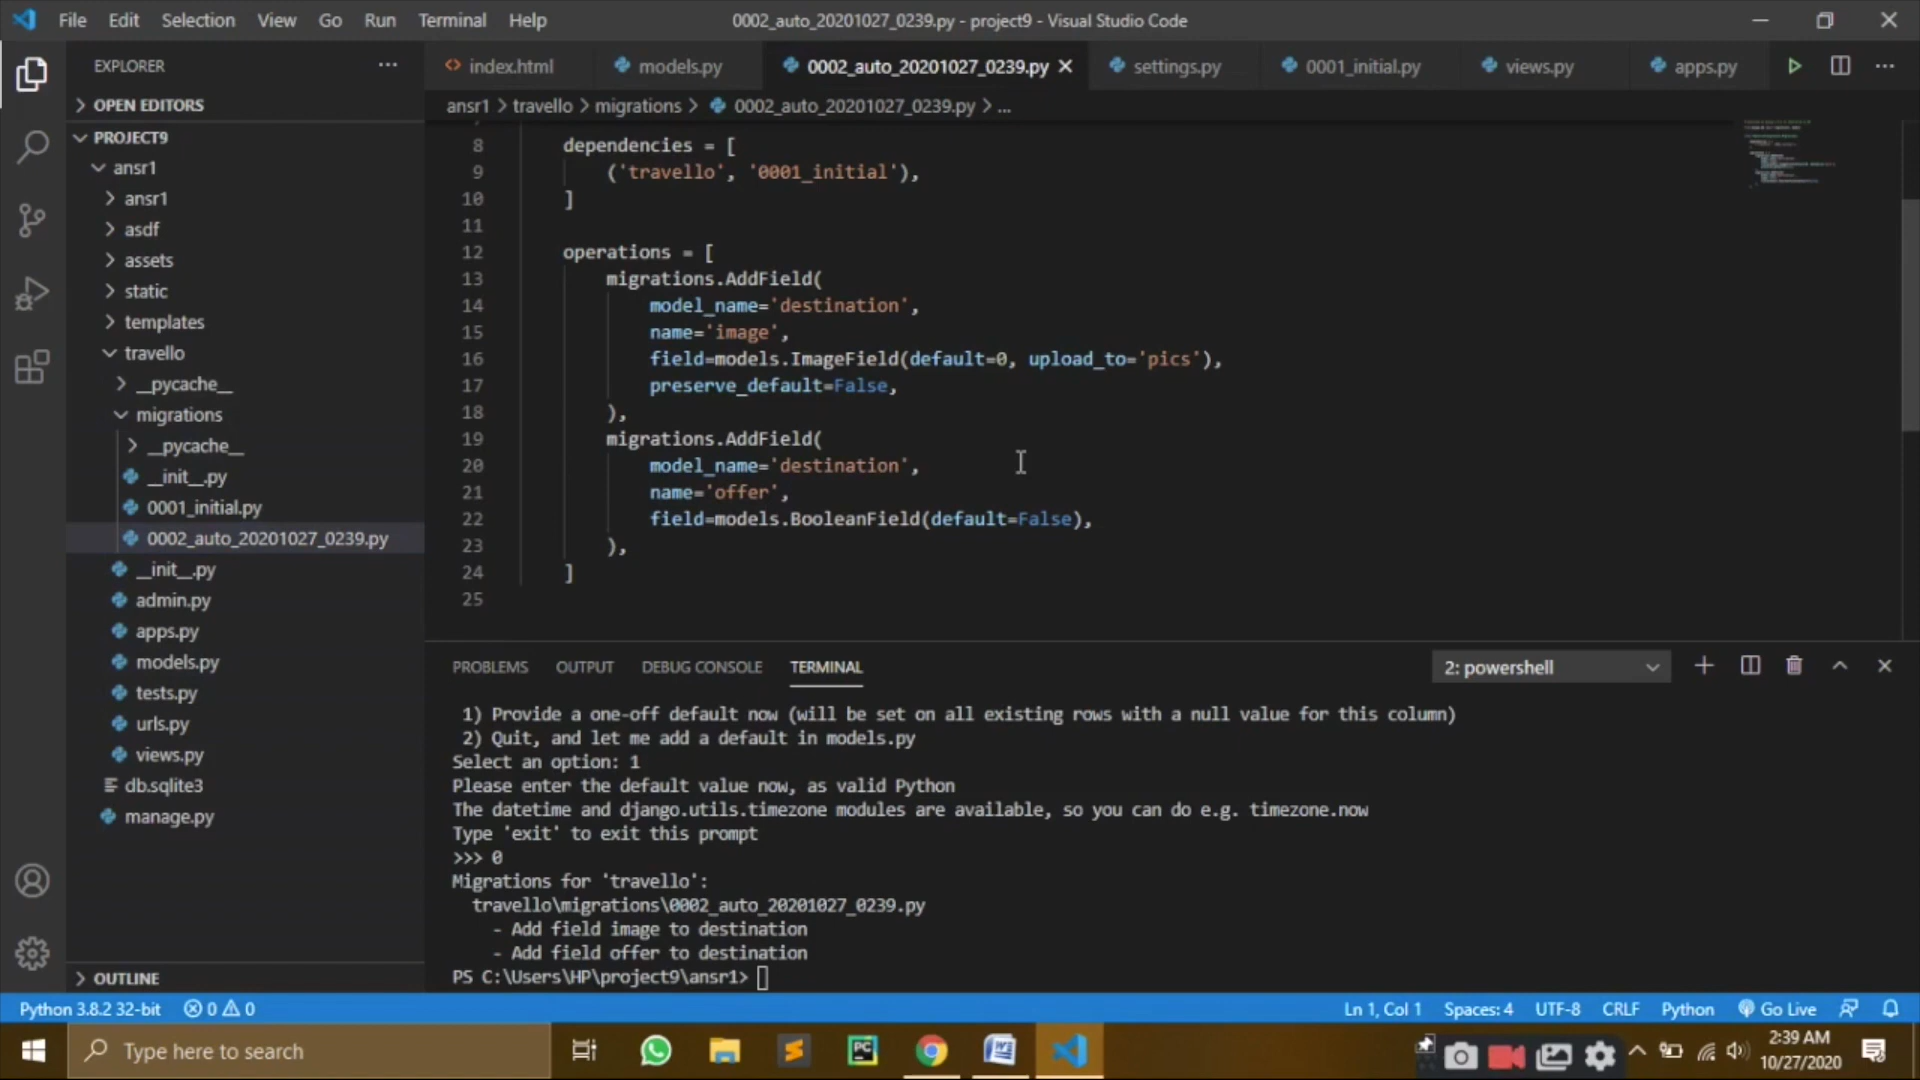 File Edit Selection View Go Run Terminal Help
0002_auto_20201027_0239.py - project9 - Visual Studio Code
EXPLORER
index.html
models.py
0002_auto_20201027_0239.py
settings.py
0001_initial.py
views.py
apps.py
OPEN EDITORS
ansr1 > travello > migrations > 0002_auto_20201027_0239.py > ...
PROJECT9
ansr1
ansr1
asdf
assets
static
templates
travello
__pycache__
migrations
__pycache__
__init__.py
0001_initial.py
0002_auto_20201027_0239.py
__init__.py
admin.py
apps.py
models.py
tests.py
urls.py
views.py
db.sqlite3
manage.py
OUTLINE
8 dependencies = [
9 ('travello', '0001_initial'),
10 ]
11
12 operations = [
13 migrations.AddField(
14 model_name='destination',
15 name='image',
16 field=models.ImageField(default=0, upload_to='pics'),
17 preserve_default=False,
18 ),
19 migrations.AddField(
20 model_name='destination',
21 name='offer',
22 field=models.BooleanField(default=False),
23 ),
24 ]
25
PROBLEMS OUTPUT DEBUG CONSOLE TERMINAL
2: powershell
1) Provide a one-off default now (will be set on all existing rows with a null value for this column)
2) Quit, and let me add a default in models.py
Select an option: 1
Please enter the default value now, as valid Python
The datetime and django.utils.timezone modules are available, so you can do e.g. timezone.now
Type 'exit' to exit this prompt
>>> 0
Migrations for 'travello':
travello\migrations\0002_auto_20201027_0239.py
- Add field image to destination
- Add field offer to destination
PS C:\Users\HP\project9\ansr1>
Python 3.8.2 32-bit 0 0
Ln 1, Col 1 Spaces: 4 UTF-8 CRLF Python Go Live
Type here to search
2:39 AM
10/27/2020